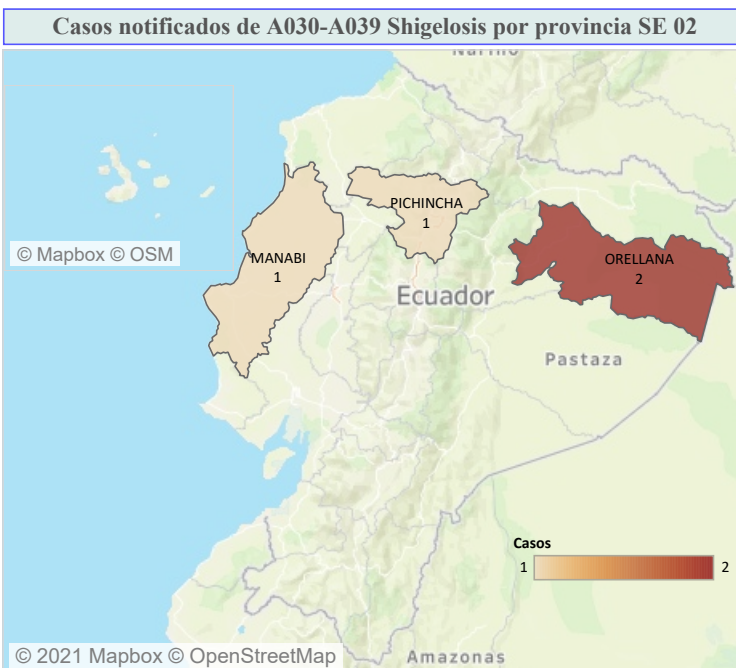 Casos notificados de A030-A039 Shigelosis por provincia SE 02
Nariño
PICHINCHA
1
© Mapbox © OSM
MANABI
1
ORELLANA
2
Ecuador
Pastaza
Casos
1 2
© 2021 Mapbox © OpenStreetMap
Amazonas